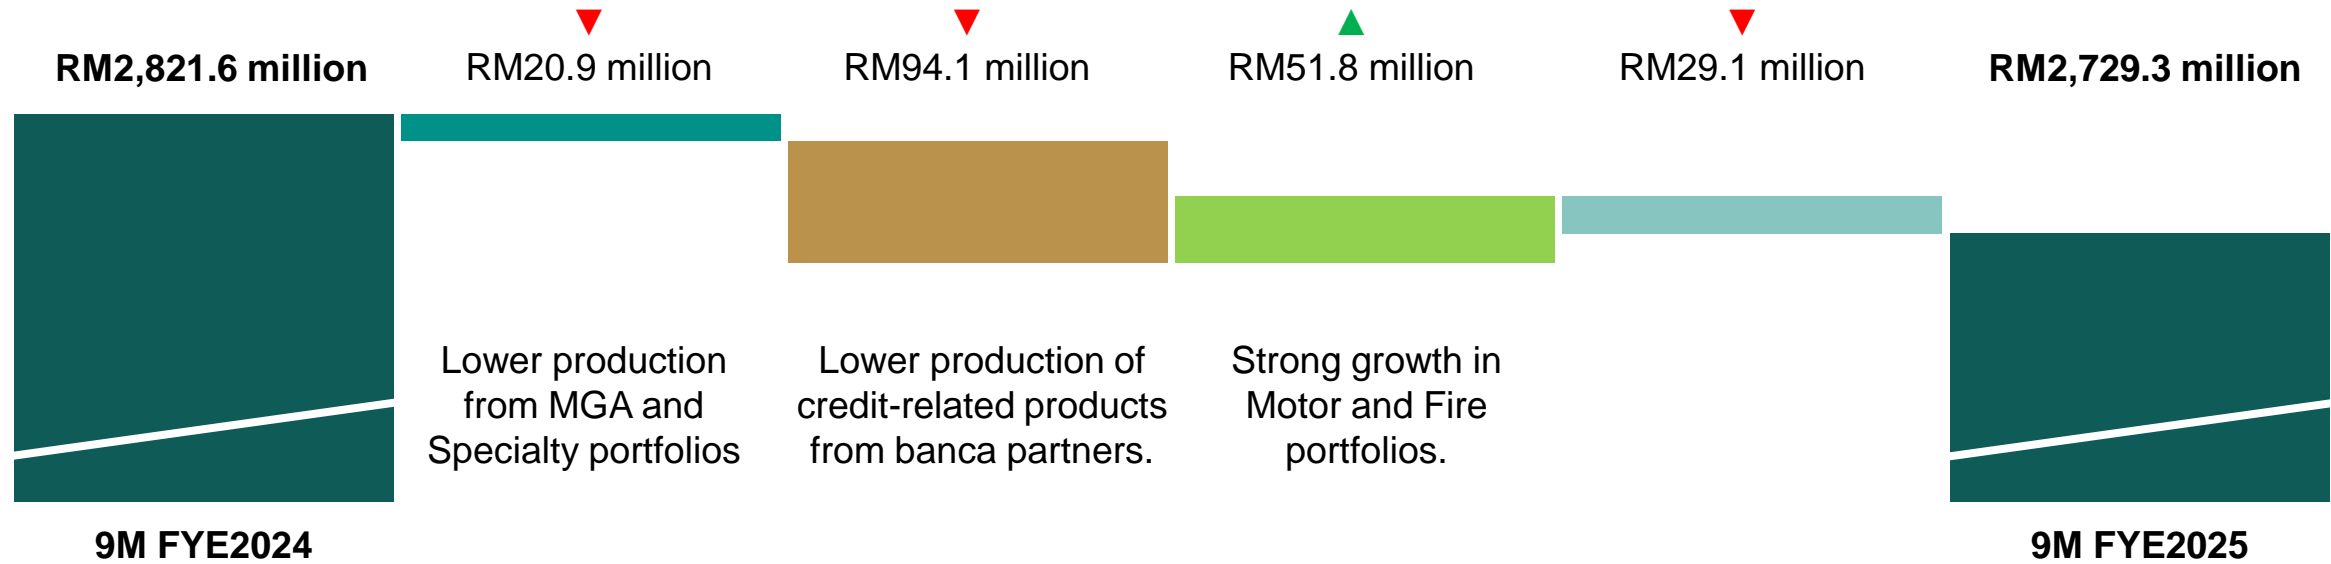 RM2,821.6 million
▼
RM20.9 million
▼
RM94.1 million
▲
RM51.8 million
▼
RM29.1 million
RM2,729.3 million
Lower production
from MGA and
Specialty portfolios
Lower production of
credit-related products
from banca partners.
Strong growth in
Motor and Fire
portfolios.
9M FYE2024
9M FYE2025